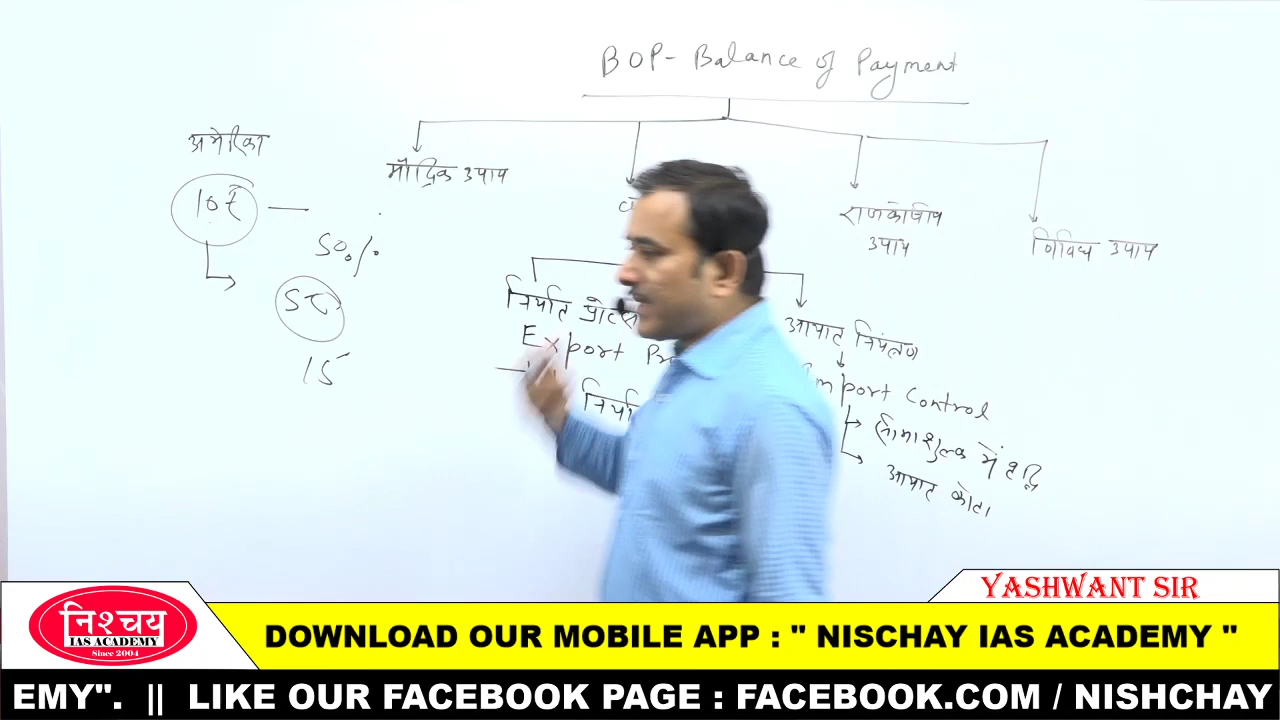 BOP - Balance of Payment
अमेरिका
मौद्रिक उपाय
राजकोषीय
उपाय
विविध उपाय
10₹ —
50%
15
निर्यात
Export
निर्या
आयात नियंत्रण
Import Control
सीमाशुल्क में वृद्धि
आयात कोटा
YASHWANT SIR
निश्चय
IAS ACADEMY
Since 2004
DOWNLOAD OUR MOBILE APP : " NISCHAY IAS ACADEMY "
EMY". || LIKE OUR FACEBOOK PAGE : FACEBOOK.COM / NISHCHAY